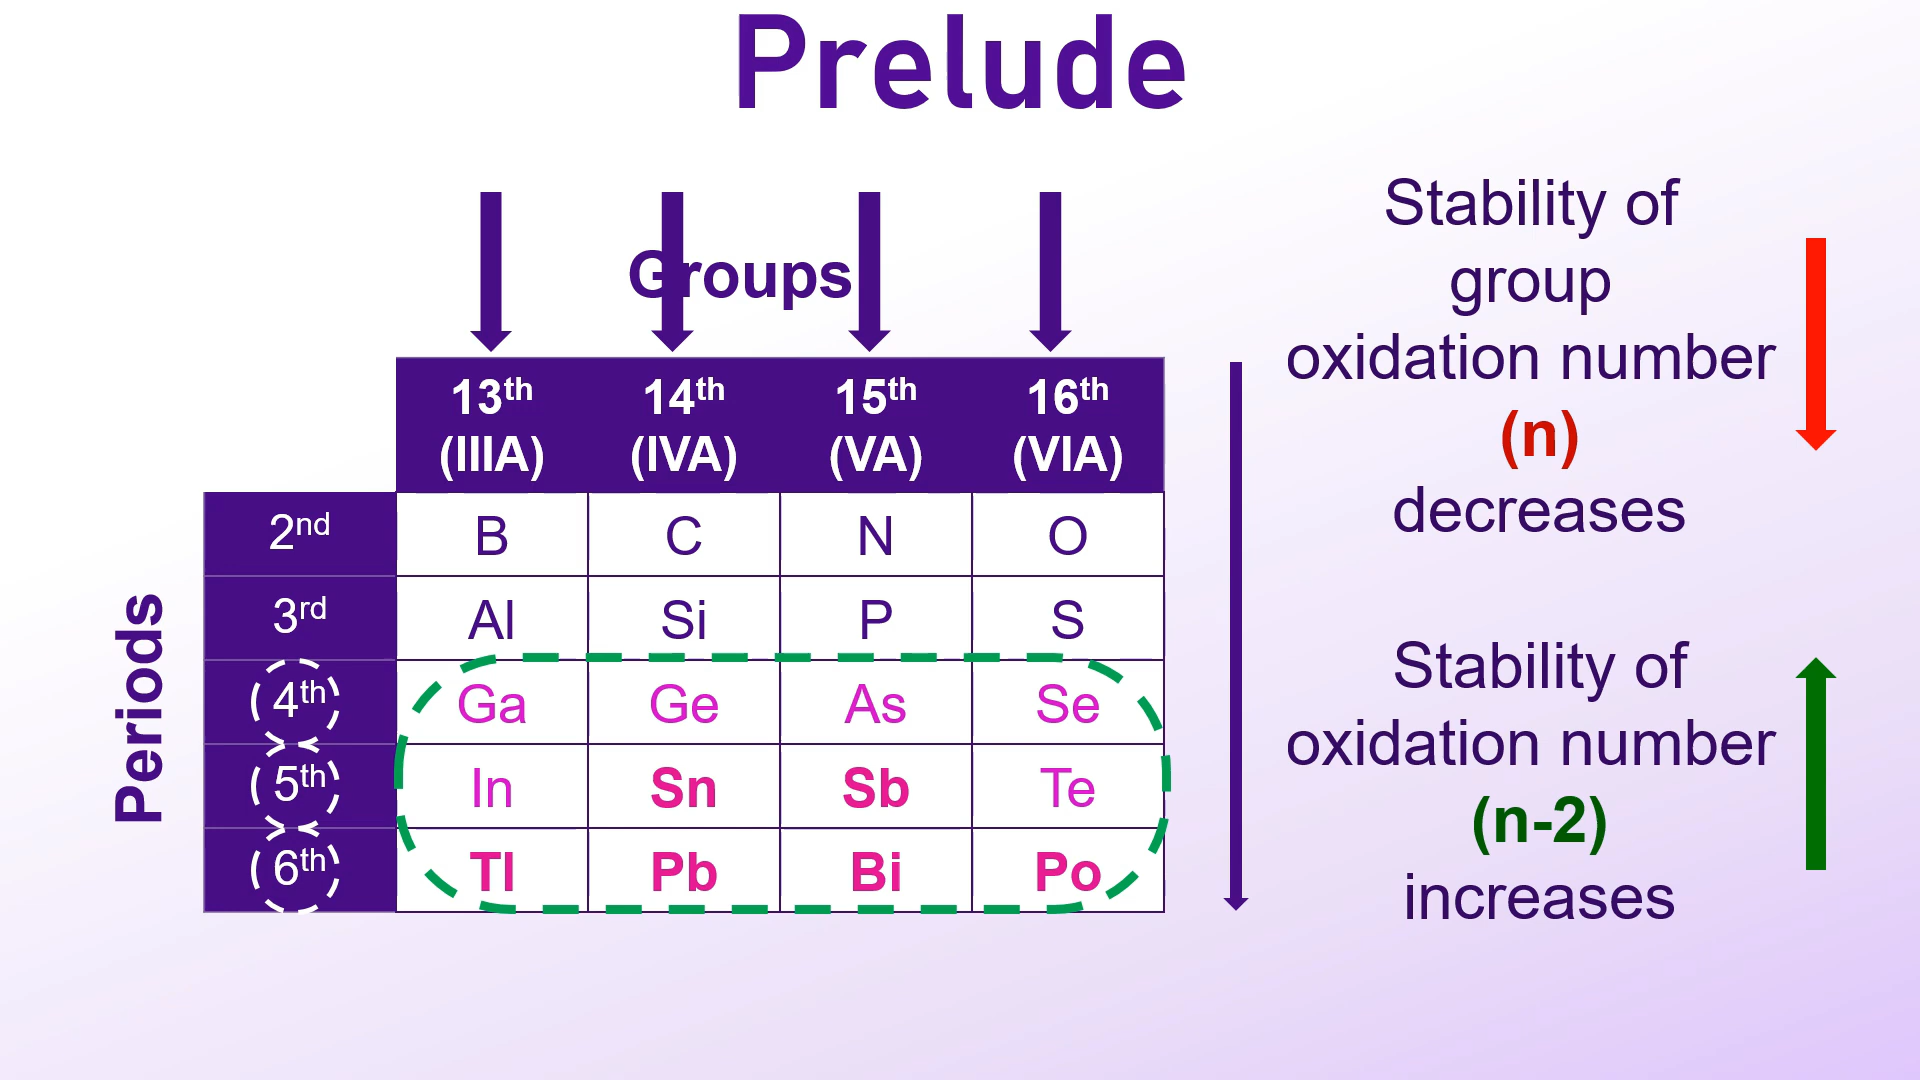 Prelude
Groups
13th 14th 15th 16th
(IIIA) (IVA) (VA) (VIA)
2nd B C N O
3rd Al Si P S
4th Ga Ge As Se
5th In Sn Sb Te
6th Tl Pb Bi Po
Periods
Stability of
group
oxidation number
(n)
decreases
Stability of
oxidation number
(n-2)
increases